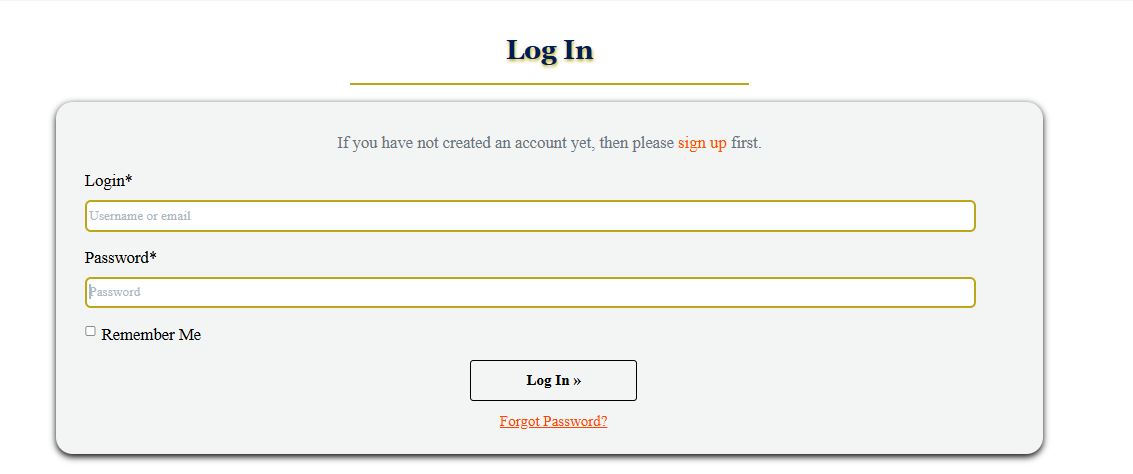 Log In
If you have not created an account yet, then please sign up first.
Login*
Username or email
Password*
Password
Remember Me
Log In »
Forgot Password?